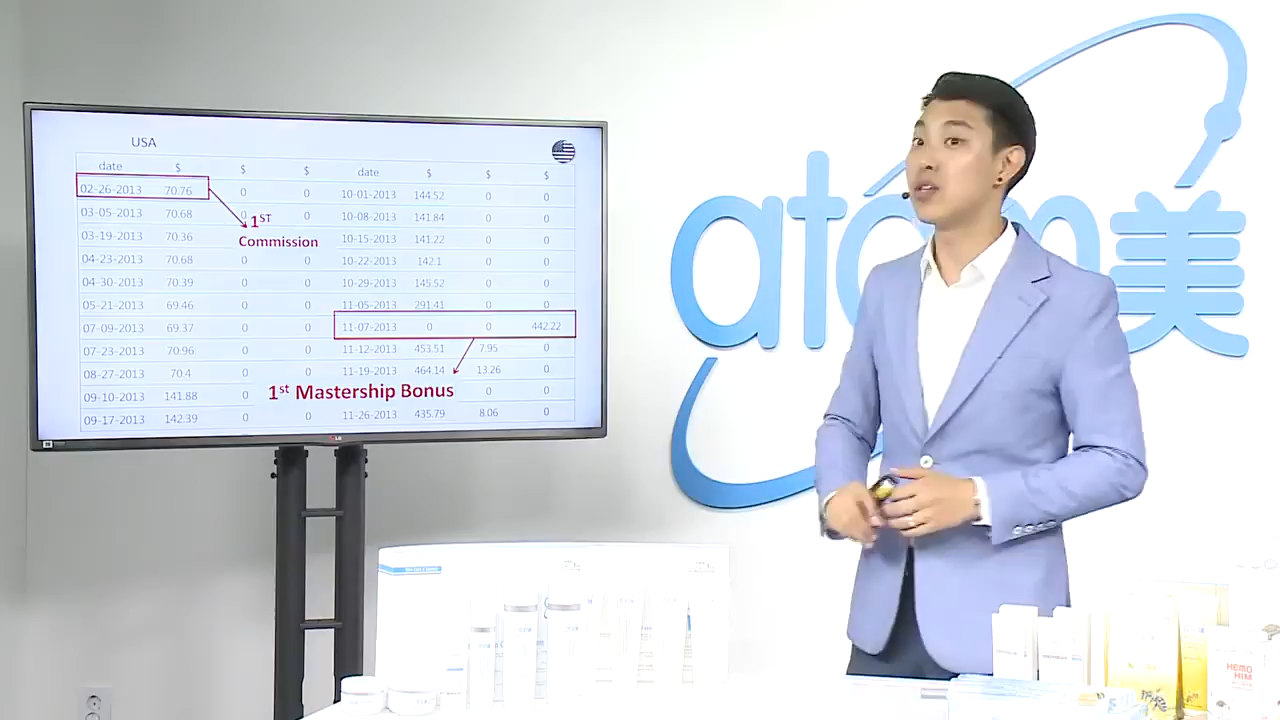 USA
date $ $ $ date $ $ $
02-26-2013 70.76 0 0 10-01-2013 144.52 0 0
03-05-2013 70.68 0 0 10-08-2013 141.84 0 0
03-19-2013 70.36 0 10-15-2013 141.22 0 0
04-23-2013 70.68 0 0 10-22-2013 142.1 0 0
04-30-2013 70.39 0 0 10-29-2013 145.52 0 0
05-21-2013 69.46 0 0 11-05-2013 291.41 0 0
07-09-2013 69.37 0 0 11-07-2013 0 0 442.22
07-23-2013 70.96 0 0 11-12-2013 453.51 7.95 0
08-27-2013 70.4 0 0 11-19-2013 464.14 13.26 0
09-10-2013 141.88 0 0 0
09-17-2013 142.39 0 0 11-26-2013 435.79 8.06 0
1ST
Commission
1st Mastership Bonus
LG
atom美
HEMO
HIM